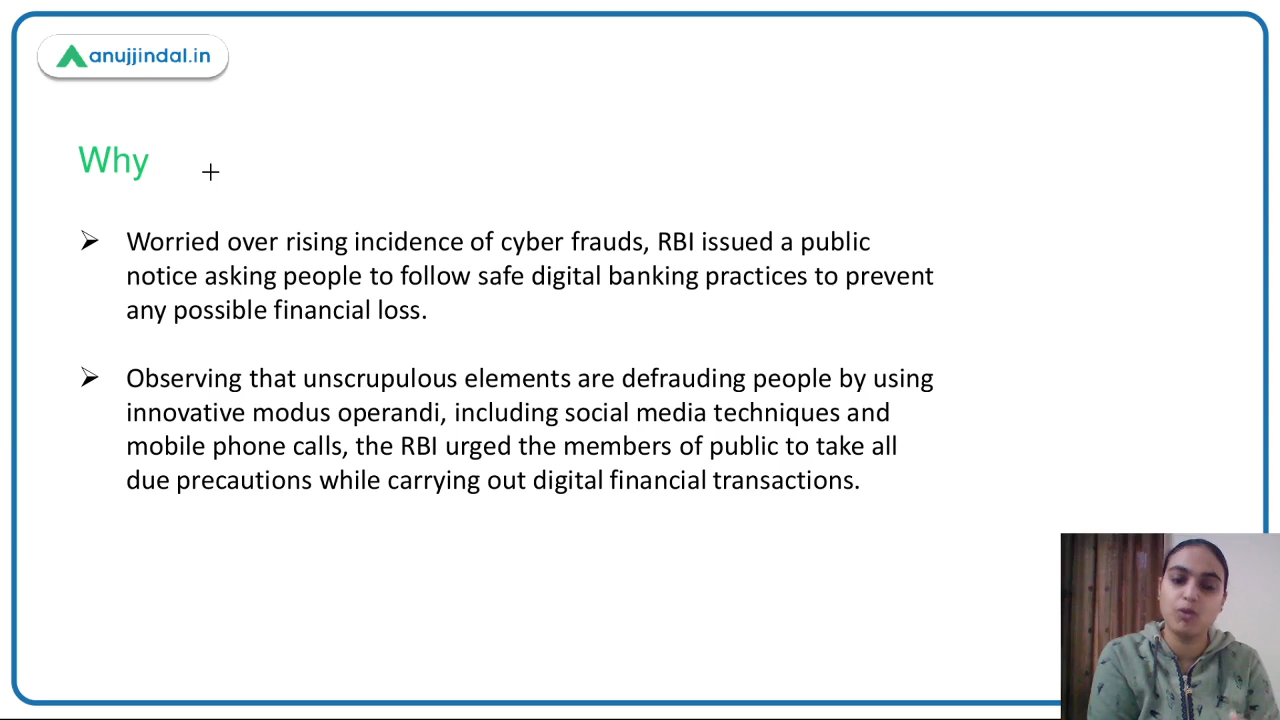 anujjindal.in
Why
Worried over rising incidence of cyber frauds, RBI issued a public
notice asking people to follow safe digital banking practices to prevent
any possible financial loss.
Observing that unscrupulous elements are defrauding people by using
innovative modus operandi, including social media techniques and
mobile phone calls, the RBI urged the members of public to take all
due precautions while carrying out digital financial transactions.